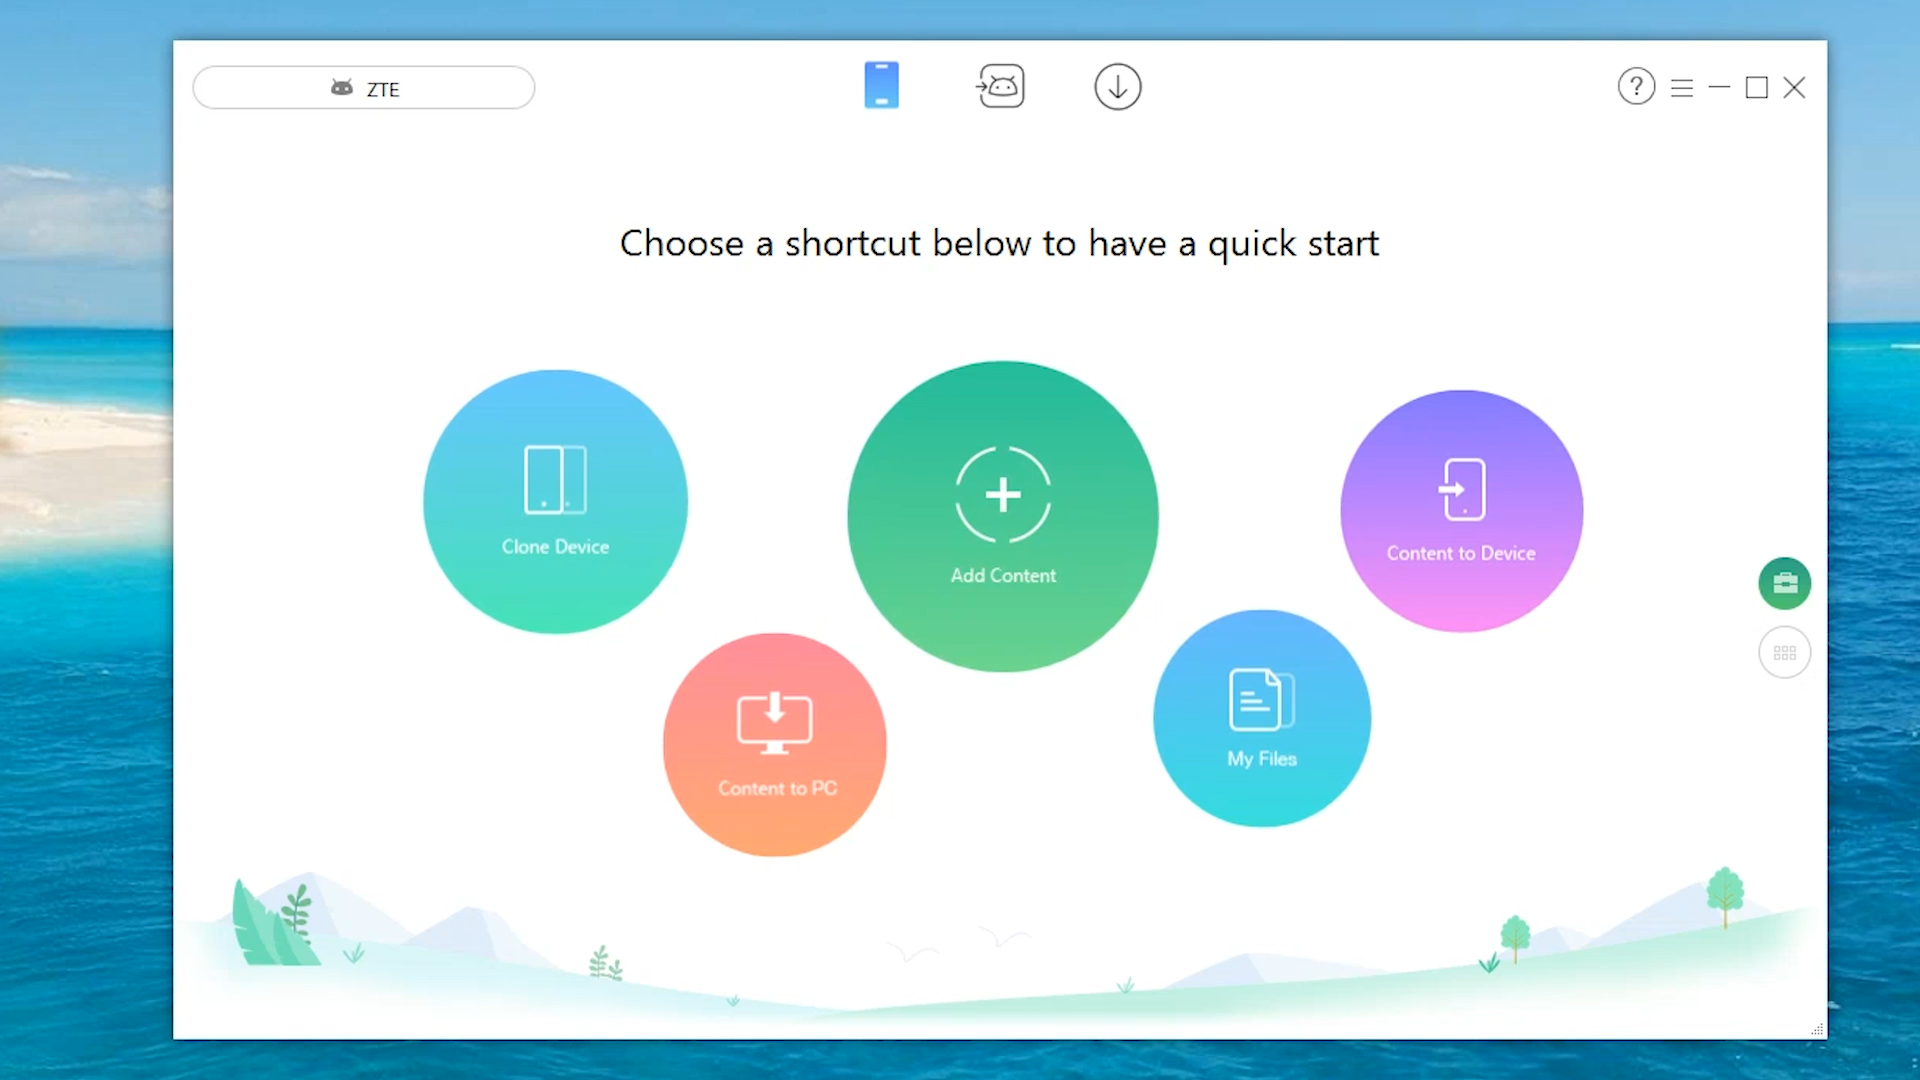 ZTE
?
Choose a shortcut below to have a quick start
Clone Device
Add Content
Content to Device
Content to PC
My Files